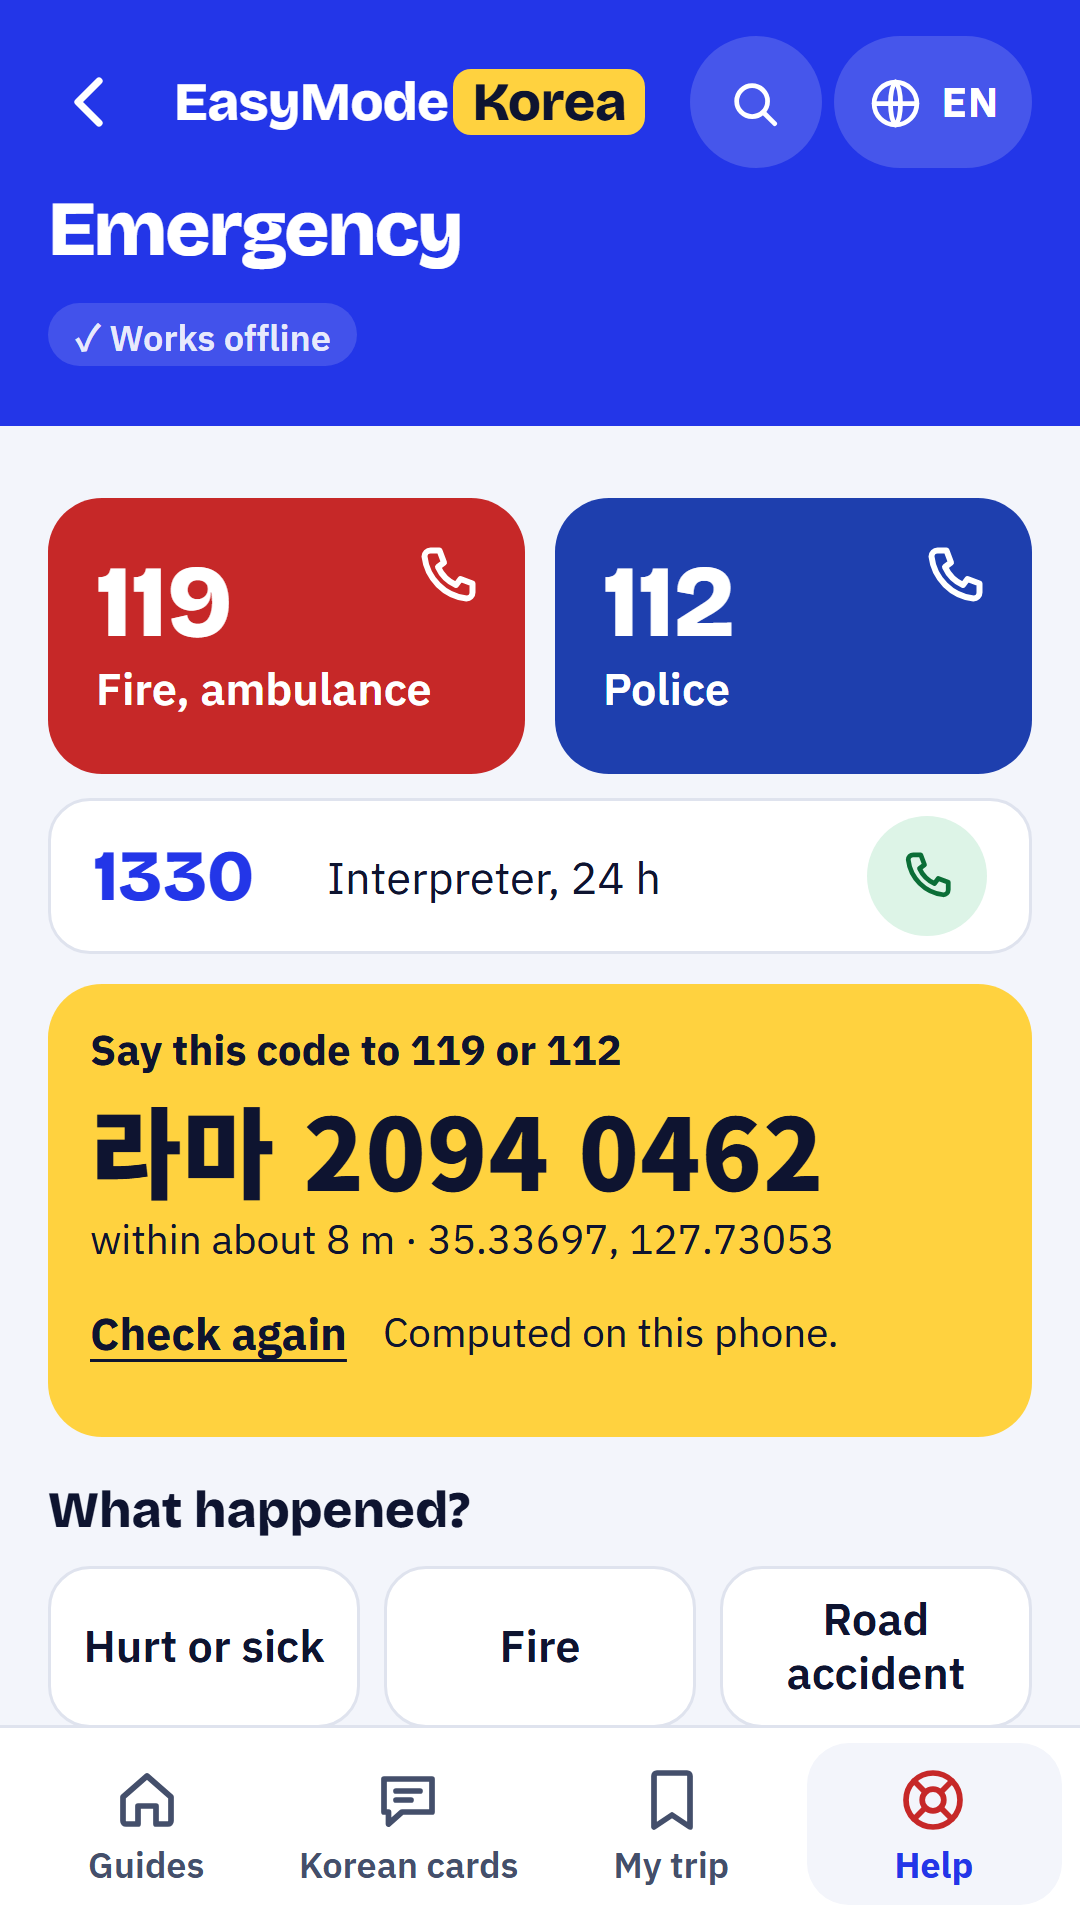 EasyMode Korea
EN
Emergency
✓ Works offline
119
Fire, ambulance
112
Police
1330
Interpreter, 24 h
Say this code to 119 or 112
라마 2094 0462
within about 8 m · 35.33697, 127.73053
Check again
Computed on this phone.
What happened?
Hurt or sick
Fire
Road
accident
Guides
Korean cards
My trip
Help